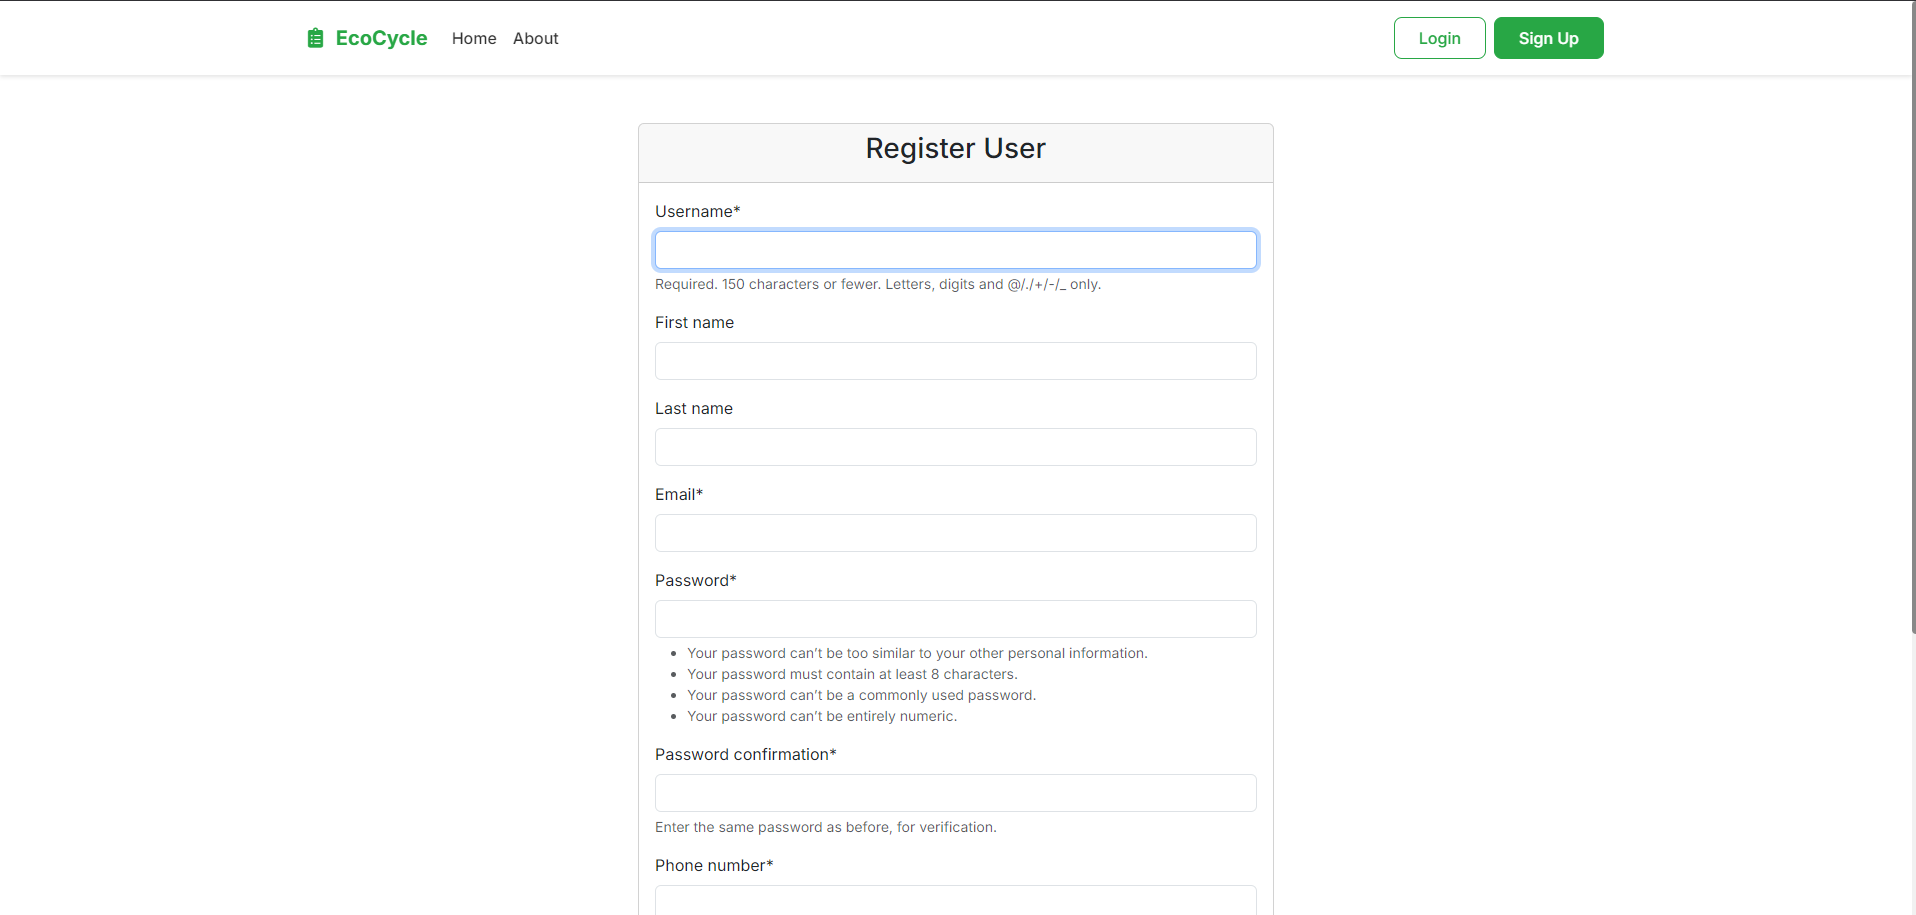 EcoCycle Home About Login Sign Up
Register User
Username*
Required. 150 characters or fewer. Letters, digits and @/./+/-/_ only.
First name
Last name
Email*
Password*
Your password can’t be too similar to your other personal information.
Your password must contain at least 8 characters.
Your password can’t be a commonly used password.
Your password can’t be entirely numeric.
Password confirmation*
Enter the same password as before, for verification.
Phone number*